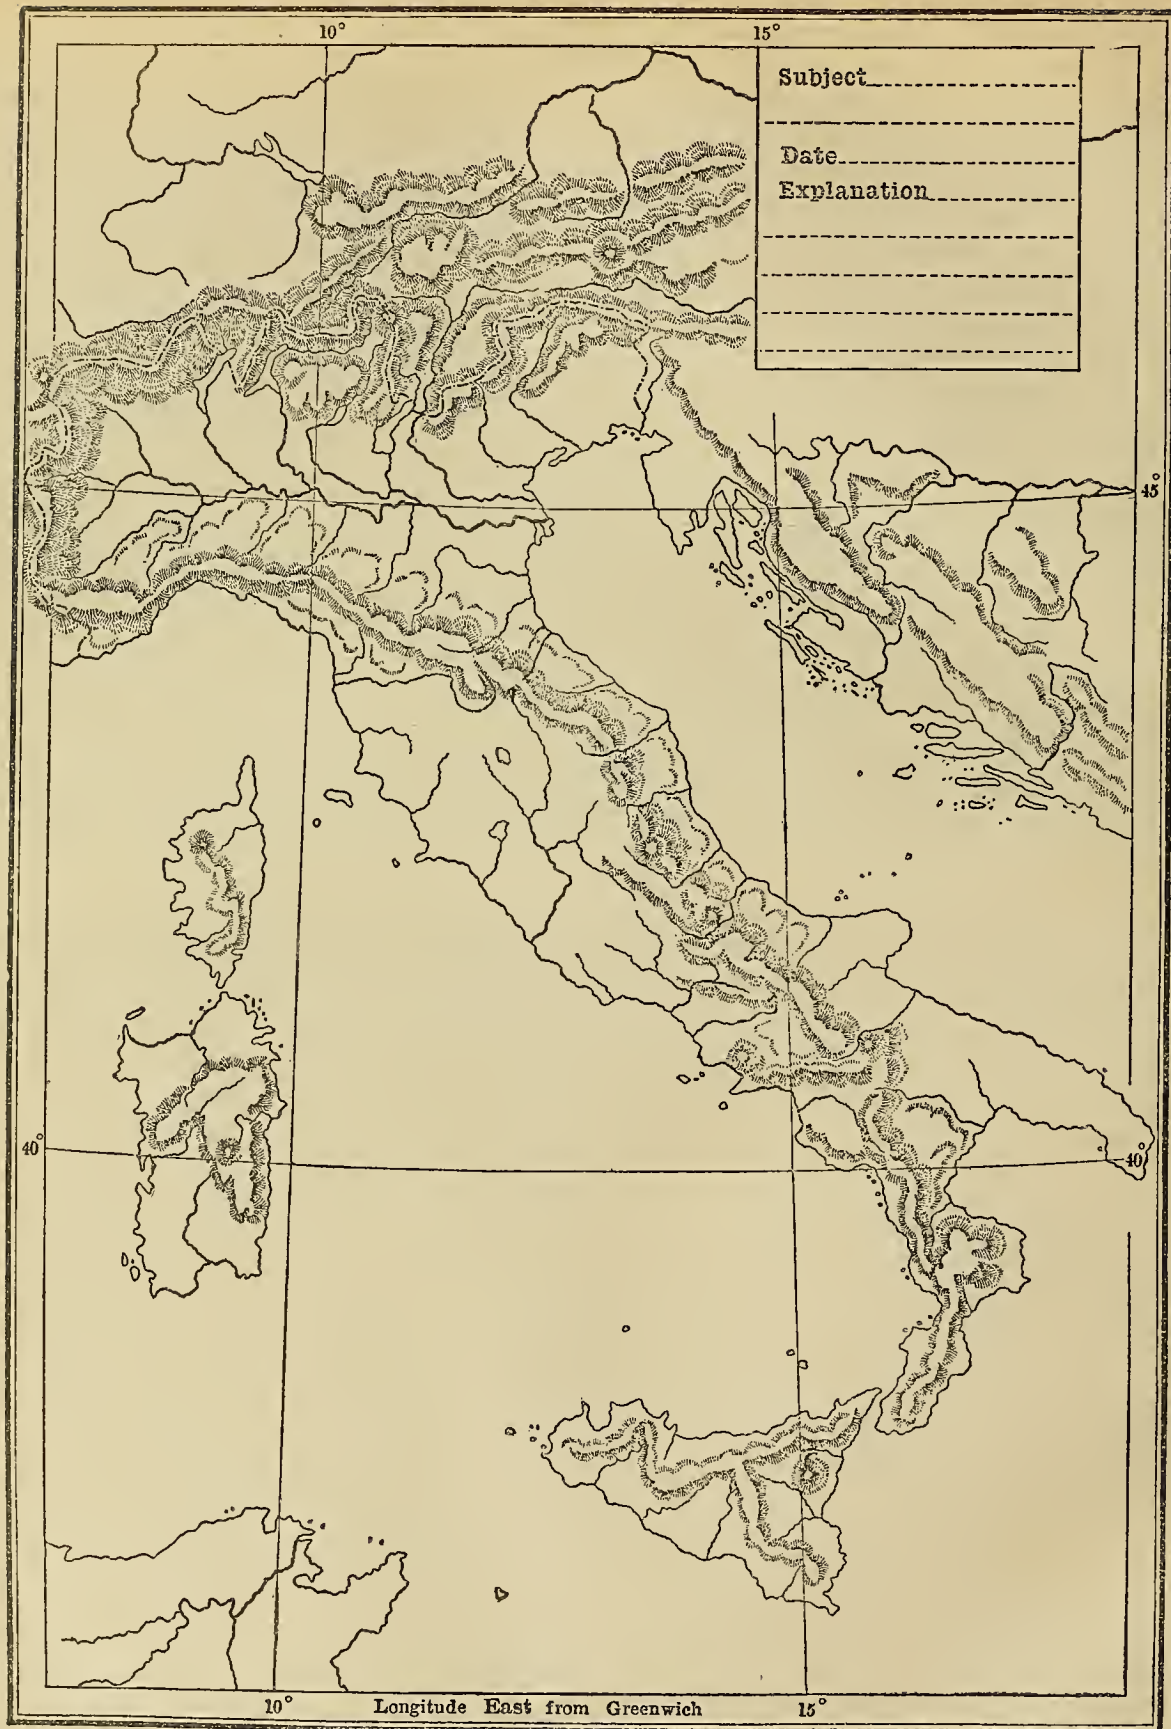 10° 15°
Subject
Date
Explanation
45°
40° 40°
10° Longitude East from Greenwich 15°